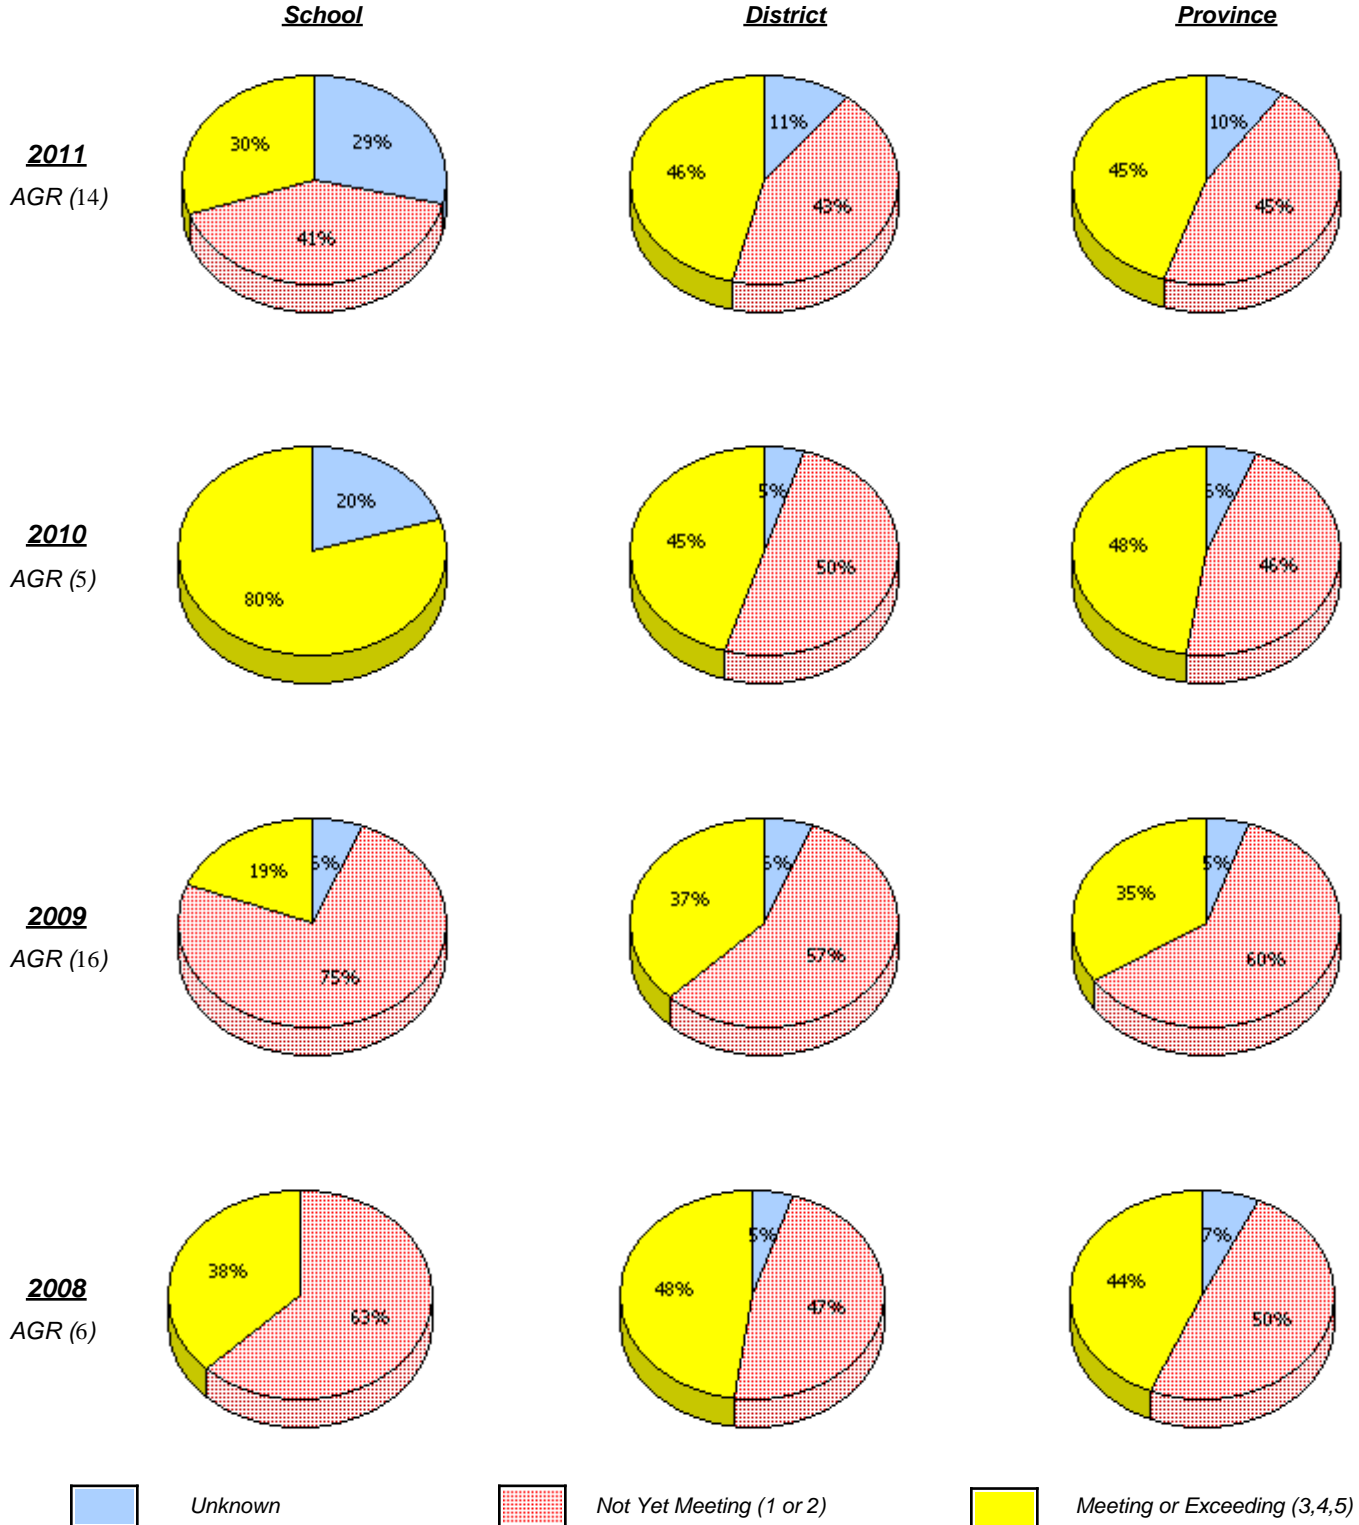 School District Province
30% 29% 46% 11% 43% 45% 10% 45%
41%
2011
AGR (14)
20% 80% 45% 5% 50% 48% 6% 46%
2010
AGR (5)
19% 6% 75% 37% 6% 57% 35% 5% 60%
2009
AGR (16)
38% 63% 48% 5% 47% 44% 7% 50%
2008
AGR (6)
Unknown Not Yet Meeting (1 or 2) Meeting or Exceeding (3,4,5)